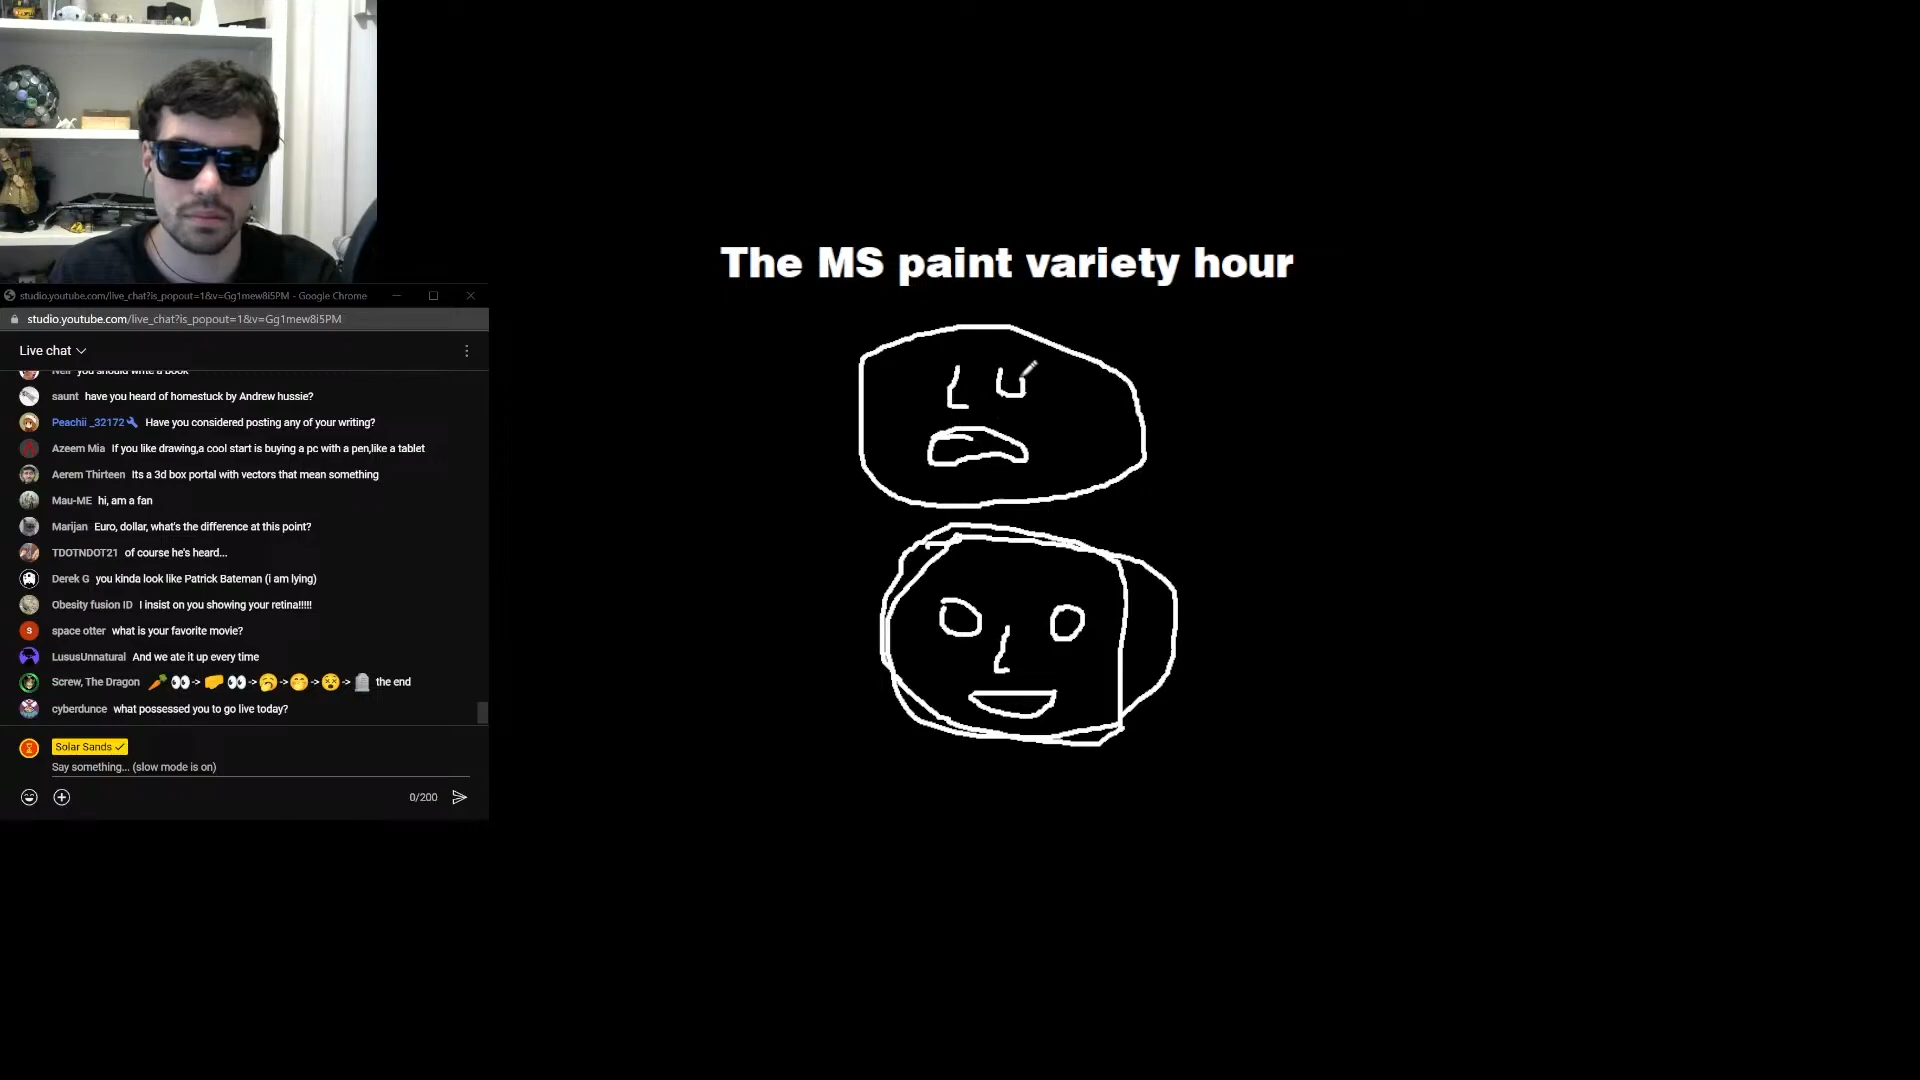 The MS paint variety hour
studio.youtube.com/live_chat?is_popout=1&v=Gg1mew8i5PM - Google Chrome
studio.youtube.com/live_chat?is_popout=1&v=Gg1mew8i5PM
Live chat
Neil you should write a book
saunt have you heard of homestuck by Andrew hussie?
Peachii _32172 Have you considered posting any of your writing?
Azeem Mia If you like drawing,a cool start is buying a pc with a pen,like a tablet
Aerem Thirteen Its a 3d box portal with vectors that mean something
Mau-ME hi, am a fan
Marijan Euro, dollar, what's the difference at this point?
TDOTNDOT21 of course he's heard...
Derek G you kinda look like Patrick Bateman (i am lying)
Obesity fusion ID I insist on you showing your retina!!!!!
S space otter what is your favorite movie?
LususUnnatural And we ate it up every time
Screw, The Dragon 🥕 👀-> 🤛 👀->🥱->🤭->😵->🪦 the end
cyberdunce what possessed you to go live today?
Solar Sands
Say something... (slow mode is on)
0/200